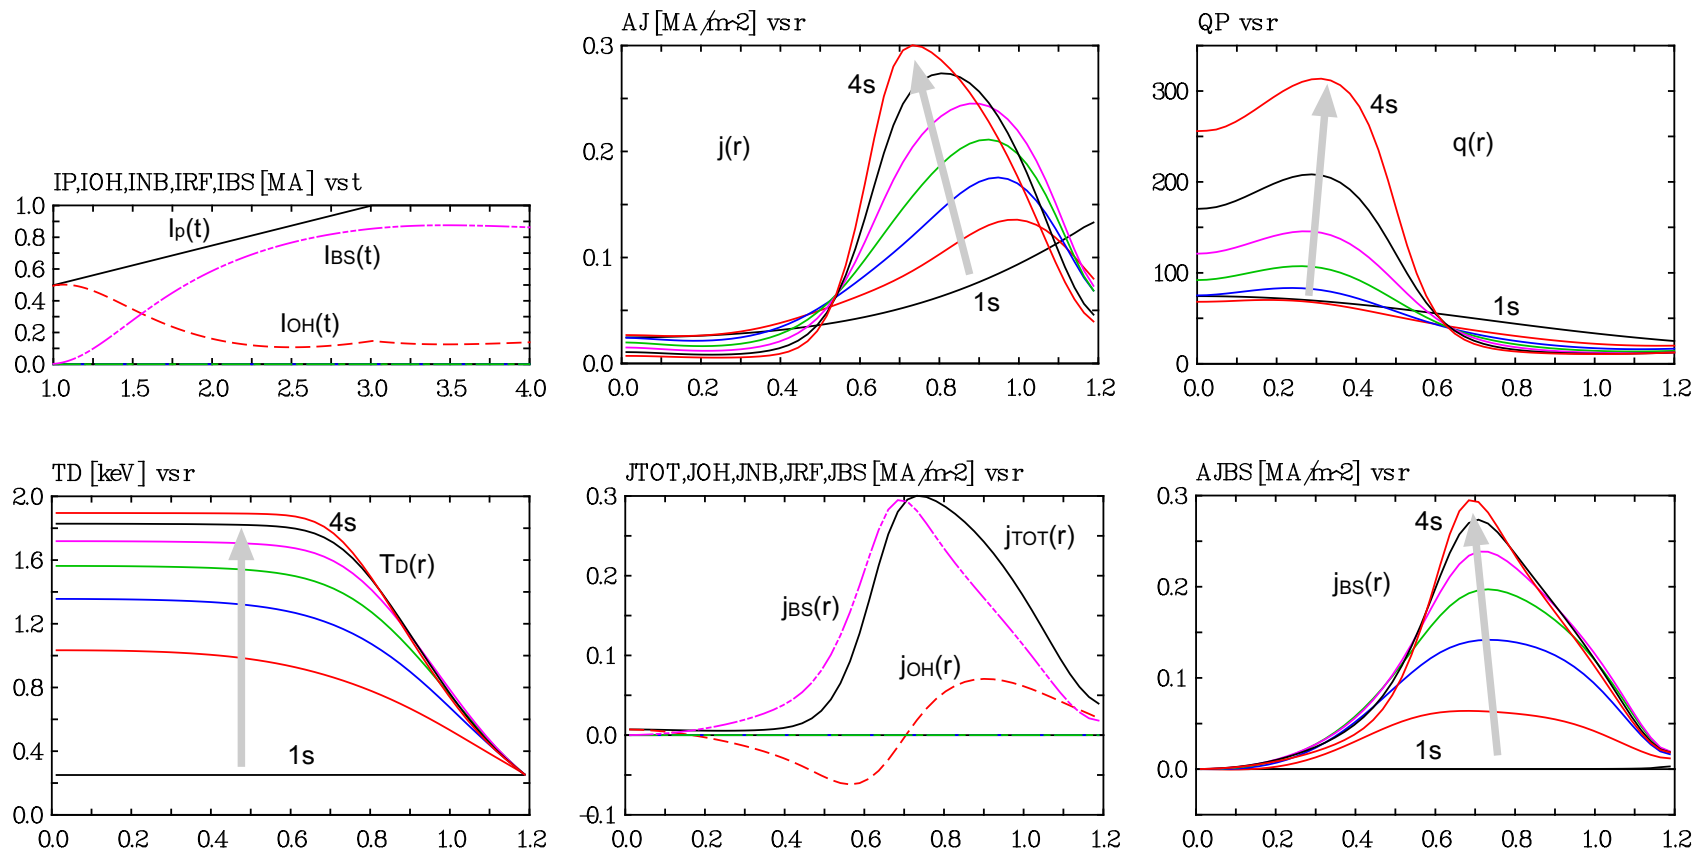 AJ [MA/m^2] vs r
0.3
0.2
0.1
0.0
4s
j(r)
1s
0.0 0.2 0.4 0.6 0.8 1.0 1.2
QP vs r
300
200
100
0
4s
q(r)
1s
0.0 0.2 0.4 0.6 0.8 1.0 1.2
IP,IOH,INB,IRF,IBS [MA] vs t
1.0
0.8
0.6
0.4
0.2
0.0
Ip(t)
IBS(t)
IOH(t)
1.0 1.5 2.0 2.5 3.0 3.5 4.0
TD [keV] vs r
2.0
1.6
1.2
0.8
0.4
0.0
4s
TD(r)
1s
0.0 0.2 0.4 0.6 0.8 1.0 1.2
JTOT,JOH,JNB,JRF,JBS [MA/m^2] vs r
0.3
0.2
0.1
0.0
-0.1
jTOT(r)
jBS(r)
jOH(r)
0.0 0.2 0.4 0.6 0.8 1.0 1.2
AJBS [MA/m^2] vs r
0.3
0.2
0.1
0.0
4s
jBS(r)
1s
0.0 0.2 0.4 0.6 0.8 1.0 1.2